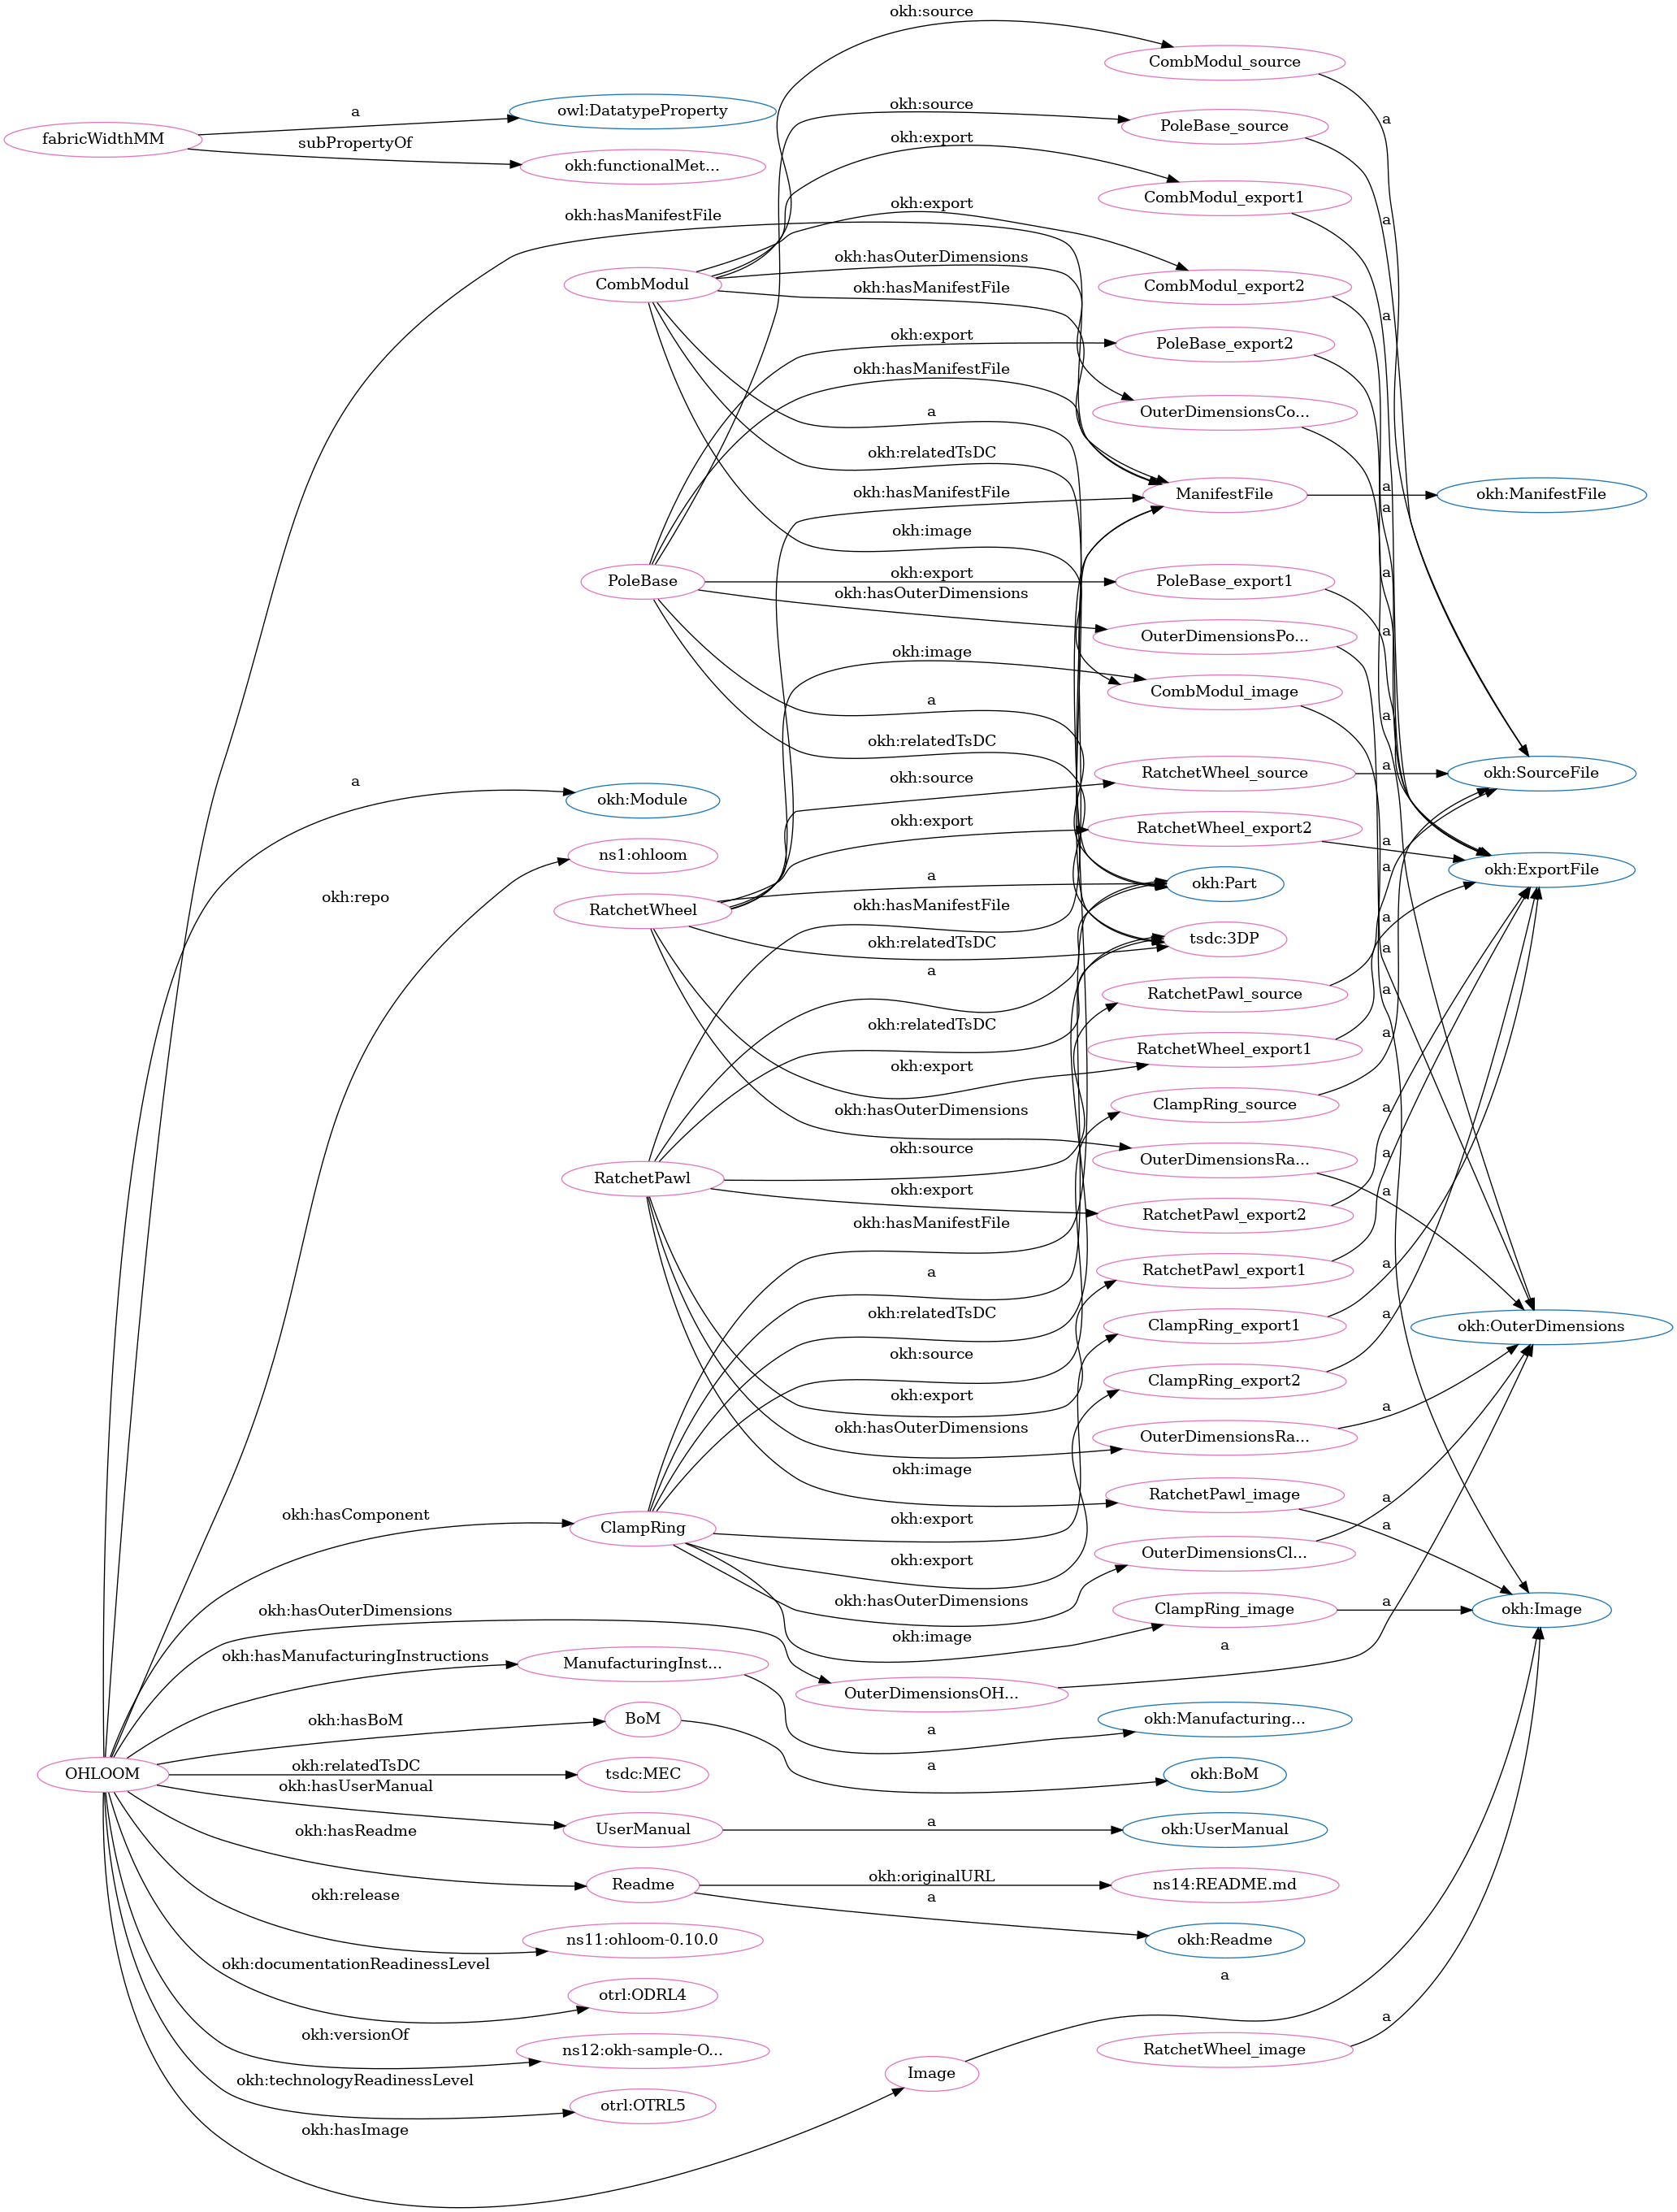 okh:source
CombModul_source
a
owl:DatatypeProperty
okh:source
PoleBase_source
a
fabricWidthMM
subPropertyOf
okh:functionalMet...
okh:export
CombModul_export1
okh:hasManifestFile
okh:export
a
okh:hasOuterDimensions
CombModul
okh:hasManifestFile
CombModul_export2
a
okh:export
PoleBase_export2
okh:hasManifestFile
a
OuterDimensionsCo...
okh:relatedTsDC
a
okh:hasManifestFile
ManifestFile
okh:ManifestFile
a
okh:image
okh:export
PoleBase
PoleBase_export1
a
okh:hasOuterDimensions
OuterDimensionsPo...
a
okh:image
CombModul_image
a
a
okh:relatedTsDC
a
okh:source
RatchetWheel_source
a
okh:SourceFile
a
okh:Module
okh:export
RatchetWheel_export2
a
ns1:ohloom
a
okh:ExportFile
okh:repo
a
okh:Part
RatchetWheel
okh:hasManifestFile
a
okh:relatedTsDC
tsdc:3DP
a
a
RatchetPawl_source
a
okh:relatedTsDC
a
RatchetWheel_export1
okh:export
okh:hasOuterDimensions
ClampRing_source
a
okh:source
a
OuterDimensionsRa...
RatchetPawl
okh:export
a
RatchetPawl_export2
okh:hasManifestFile
a
RatchetPawl_export1
a
okh:relatedTsDC
a
ClampRing_export1
okh:OuterDimensions
okh:source
ClampRing_export2
okh:export
a
okh:hasOuterDimensions
OuterDimensionsRa...
okh:image
RatchetPawl_image
a
okh:hasComponent
okh:export
a
ClampRing
okh:export
OuterDimensionsCl...
okh:hasOuterDimensions
a
okh:hasOuterDimensions
ClampRing_image
okh:Image
okh:image
a
okh:hasManufacturingInstructions
ManufacturingInst...
OuterDimensionsOH...
okh:hasBoM
BoM
a
okh:Manufacturing...
okh:relatedTsDC
a
OHLOOM
tsdc:MEC
okh:BoM
okh:hasUserManual
UserManual
a
okh:UserManual
okh:hasReadme
okh:originalURL
Readme
ns14:README.md
okh:release
a
ns11:ohloom-0.10.0
okh:Readme
okh:documentationReadinessLevel
a
otrl:ODRL4
okh:versionOf
a
ns12:okh-sample-O...
RatchetWheel_image
okh:technologyReadinessLevel
Image
otrl:OTRL5
okh:hasImage